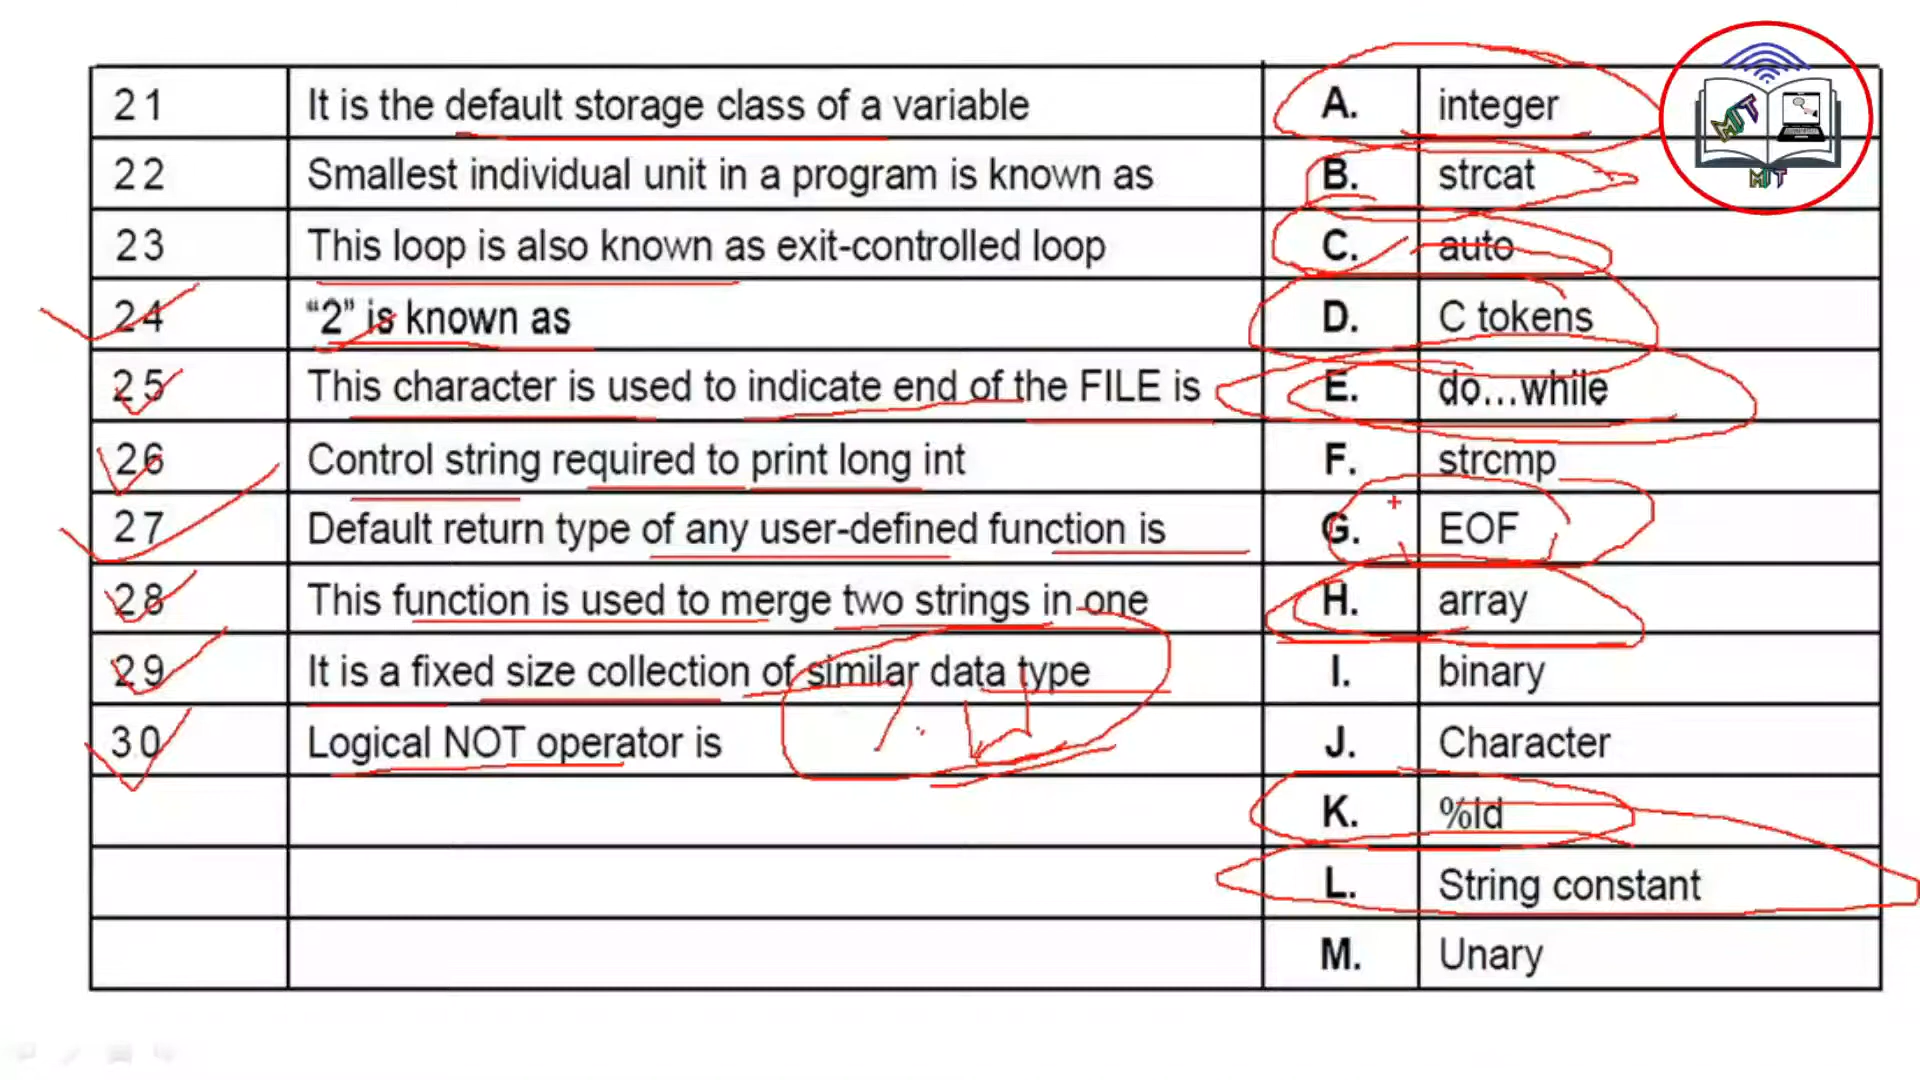 21 It is the default storage class of a variable A. integer
22 Smallest individual unit in a program is known as B. strcat
23 This loop is also known as exit-controlled loop C. auto
24 “2” is known as D. C tokens
25 This character is used to indicate end of the FILE is E. do...while
26 Control string required to print long int F. strcmp
27 Default return type of any user-defined function is G. EOF
28 This function is used to merge two strings in one H. array
29 It is a fixed size collection of similar data type I. binary
30 Logical NOT operator is J. Character
K. %ld
L. String constant
M. Unary
MIT
MIT